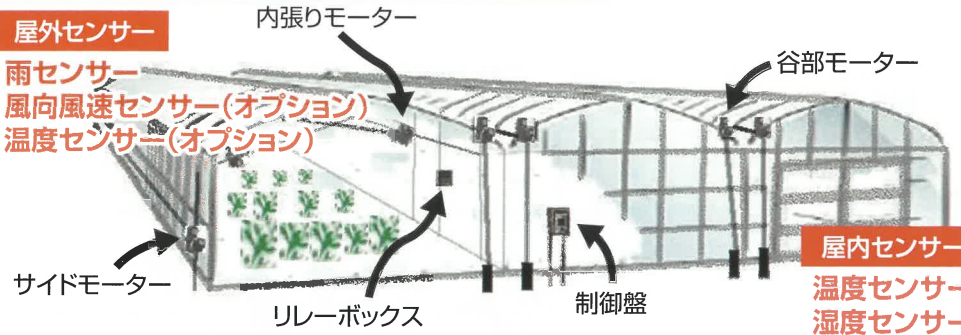 屋外センサー
雨センサー
風向風速センサー(オプション)
温度センサー(オプション)
内張りモーター
谷部モーター
サイドモーター
リレーボックス
制御盤
屋内センサー
温度センサー
湿度センサー